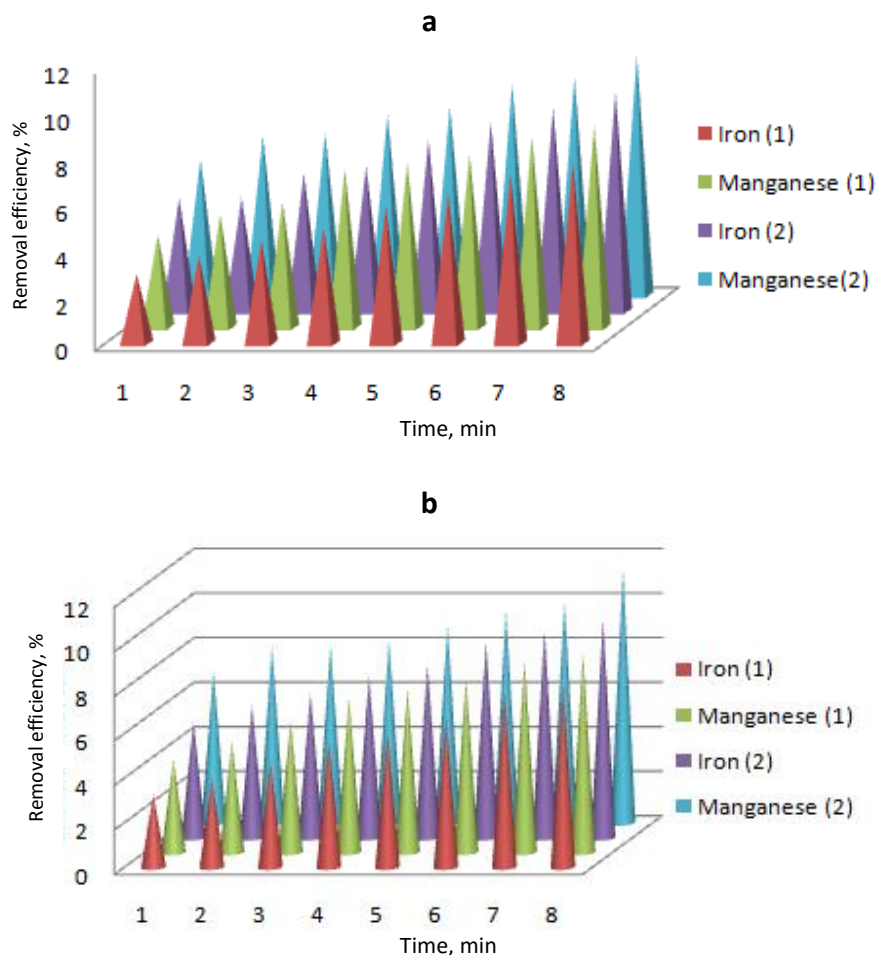 a
12
10
8
6
4
2
0
Removal efficiency, %
1 2 3 4 5 6 7 8
Time, min
Iron (1)
Manganese (1)
Iron (2)
Manganese(2)
b
12
10
8
6
4
2
0
Removal efficiency, %
1 2 3 4 5 6 7 8
Time, min
Iron (1)
Manganese (1)
Iron (2)
Manganese (2)